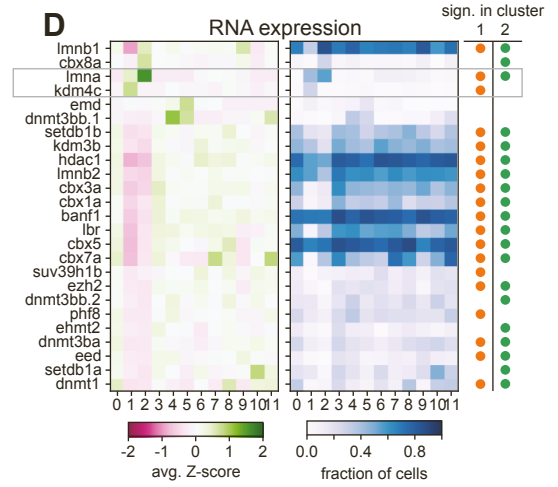 D
RNA expression
sign. in cluster
1 2
lmnb1
cbx8a
lmna
kdm4c
emd
dnmt3bb.1
setdb1b
kdm3b
hdac1
lmnb2
cbx3a
cbx1a
banf1
lbr
cbx5
cbx7a
suv39h1b
ezh2
dnmt3bb.2
phf8
ehmt2
dnmt3ba
eed
setdb1a
dnmt1
0 1 2 3 4 5 6 7 8 9 10 11
0 1 2 3 4 5 6 7 8 9 10 11
-2 -1 0 1 2
avg. Z-score
0.0 0.4 0.8
fraction of cells